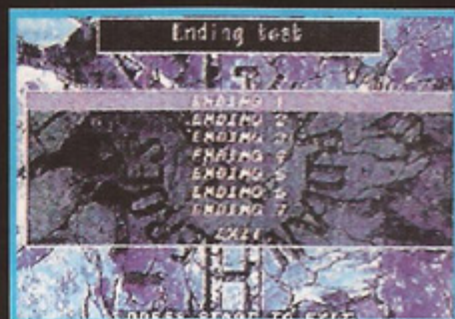 Ending test
ENDING 1
ENDING 2
ENDING 3
ENDING 4
ENDING 5
ENDING 6
ENDING 7
EXIT
PRESS START TO EXIT